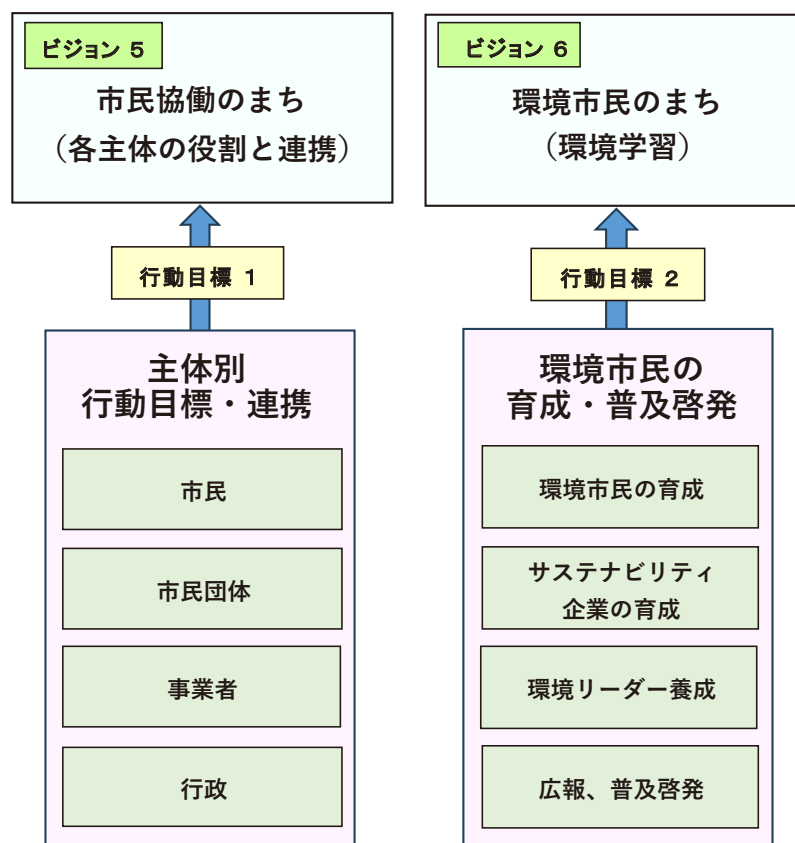 ビジョン 5
市民協働のまち
（各主体の役割と連携）
行動目標 1
主体別
行動目標・連携
市民
市民団体
事業者
行政
ビジョン 6
環境市民のまち
（環境学習）
行動目標 2
環境市民の
育成・普及啓発
環境市民の育成
サステナビリティ
企業の育成
環境リーダー養成
広報、普及啓発